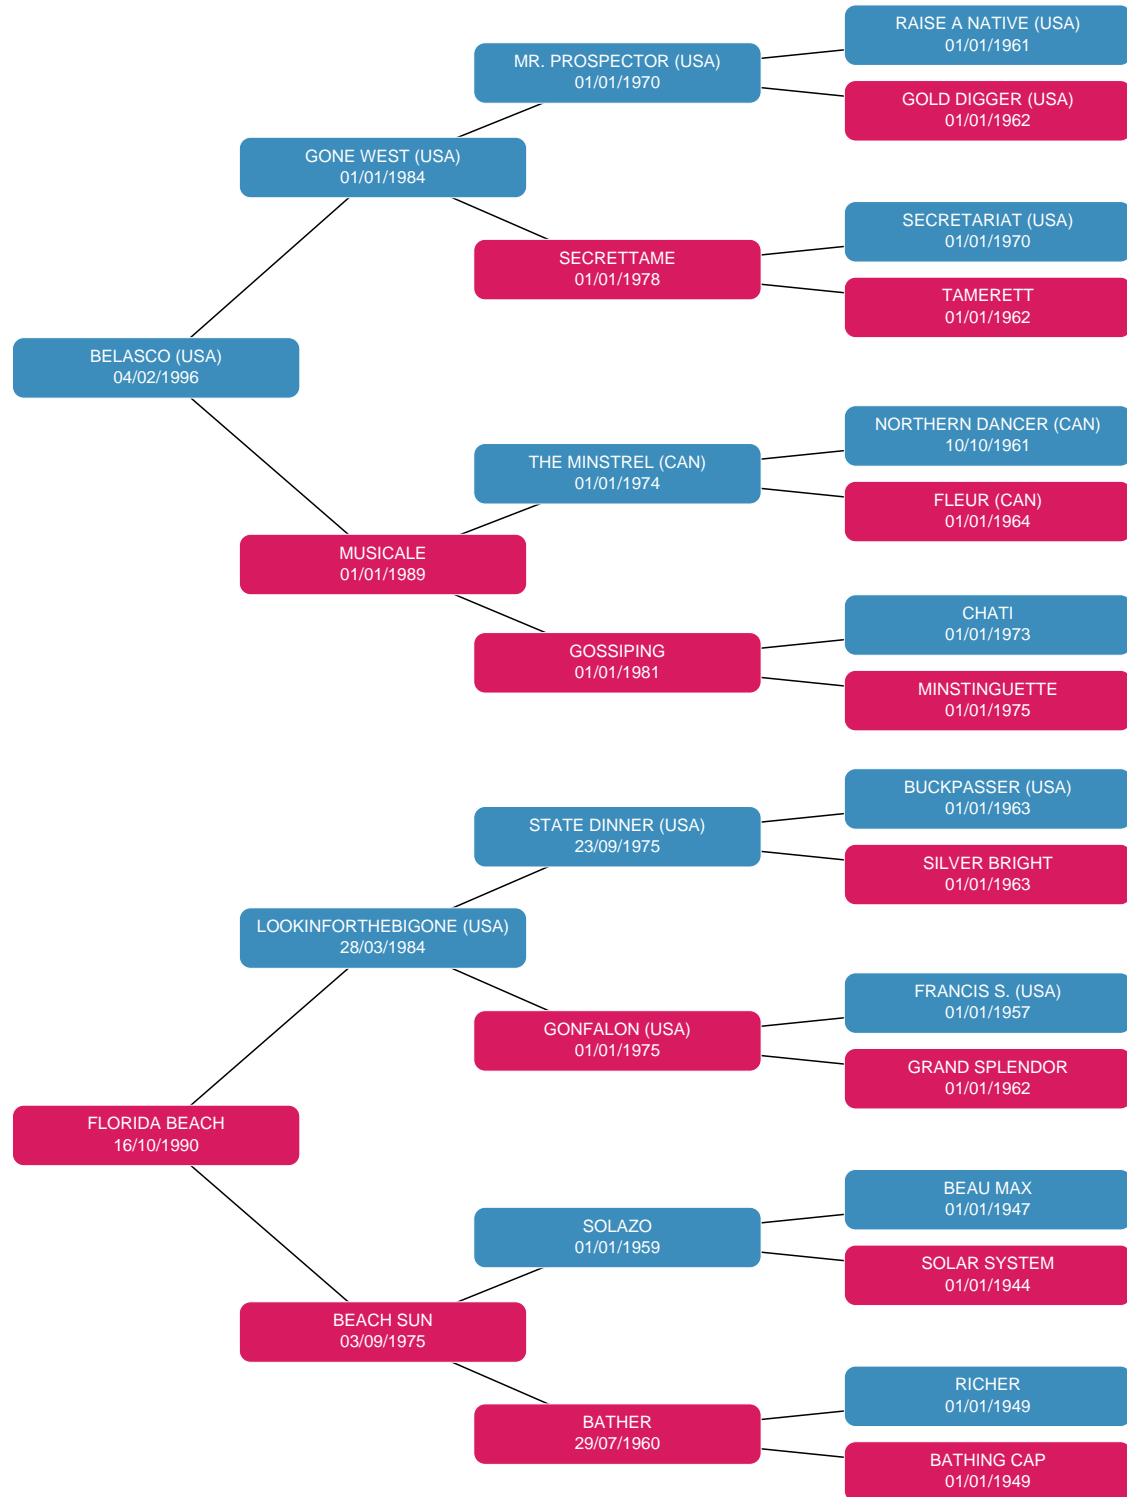 RAISE A NATIVE (USA)
01/01/1961
MR. PROSPECTOR (USA)
01/01/1970
GOLD DIGGER (USA)
01/01/1962
GONE WEST (USA)
01/01/1984
SECRETARIAT (USA)
01/01/1970
SECRETTAME
01/01/1978
TAMERETT
01/01/1962
BELASCO (USA)
04/02/1996
NORTHERN DANCER (CAN)
10/10/1961
THE MINSTREL (CAN)
01/01/1974
FLEUR (CAN)
01/01/1964
MUSICALE
01/01/1989
CHATI
01/01/1973
GOSSIPING
01/01/1981
MINSTINGUETTE
01/01/1975
BUCKPASSER (USA)
01/01/1963
STATE DINNER (USA)
23/09/1975
SILVER BRIGHT
01/01/1963
LOOKINFORTHEBIGONE (USA)
28/03/1984
FRANCIS S. (USA)
01/01/1957
GONFALON (USA)
01/01/1975
GRAND SPLENDOR
01/01/1962
FLORIDA BEACH
16/10/1990
BEAU MAX
01/01/1947
SOLAZO
01/01/1959
SOLAR SYSTEM
01/01/1944
BEACH SUN
03/09/1975
RICHER
01/01/1949
BATHER
29/07/1960
BATHING CAP
01/01/1949